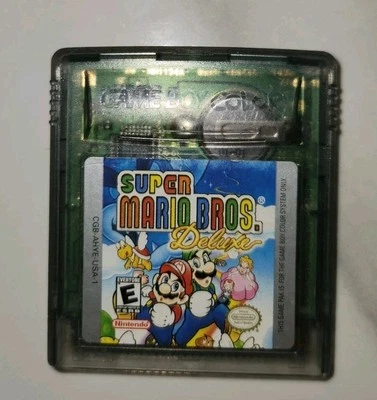 GAME BOY COLOR
SUPER
MARIO BROS.
Deluxe
CGB-AHYE-USA-1
THIS GAME PAK IS FOR THE GAME BOY COLOR SYSTEM ONLY.
EVERYONE
E
Nintendo